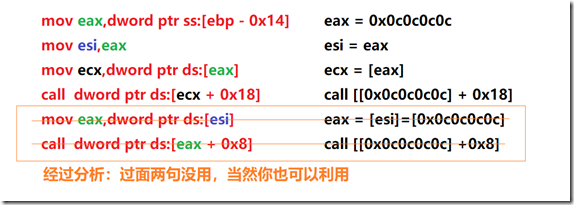 mov eax,dword ptr ss:[ebp - 0x14] eax = 0x0c0c0c0c
mov esi,eax esi = eax
mov ecx,dword ptr ds:[eax] ecx = [eax]
call dword ptr ds:[ecx + 0x18] call [[0x0c0c0c0c] + 0x18]
mov eax,dword ptr ds:[esi] eax = [esi]=[0x0c0c0c0c]
call dword ptr ds:[eax + 0x8] call [[0x0c0c0c0c] +0x8]
经过分析：过面两句没用，当然你也可以利用